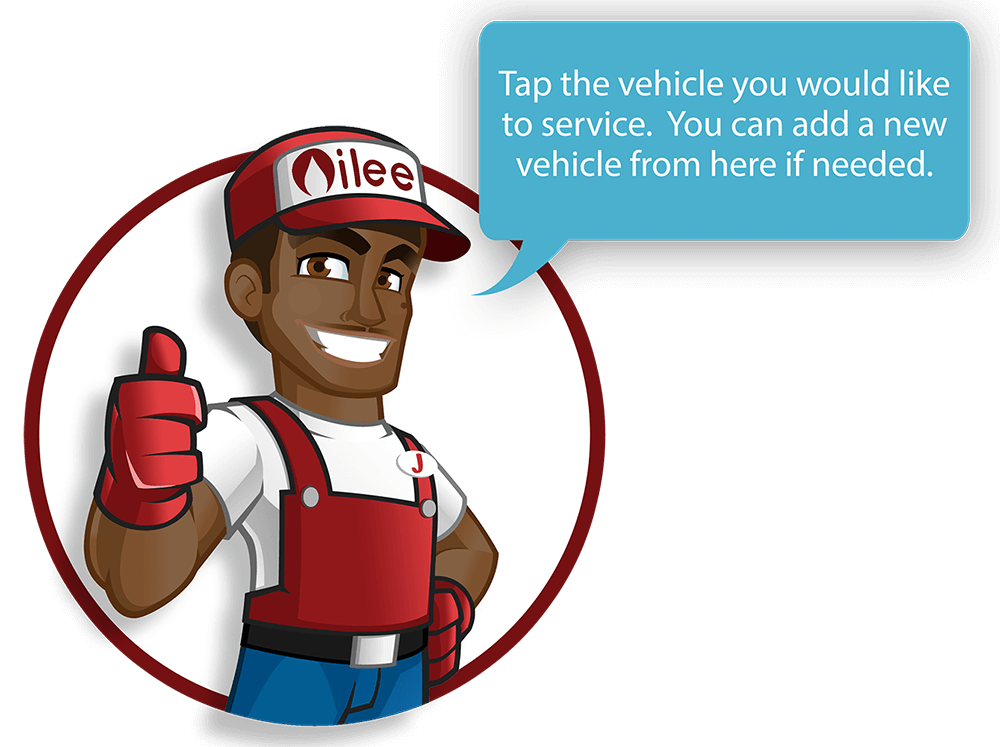 Tap the vehicle you would like
to service.  You can add a new
vehicle from here if needed.
Oilee
J